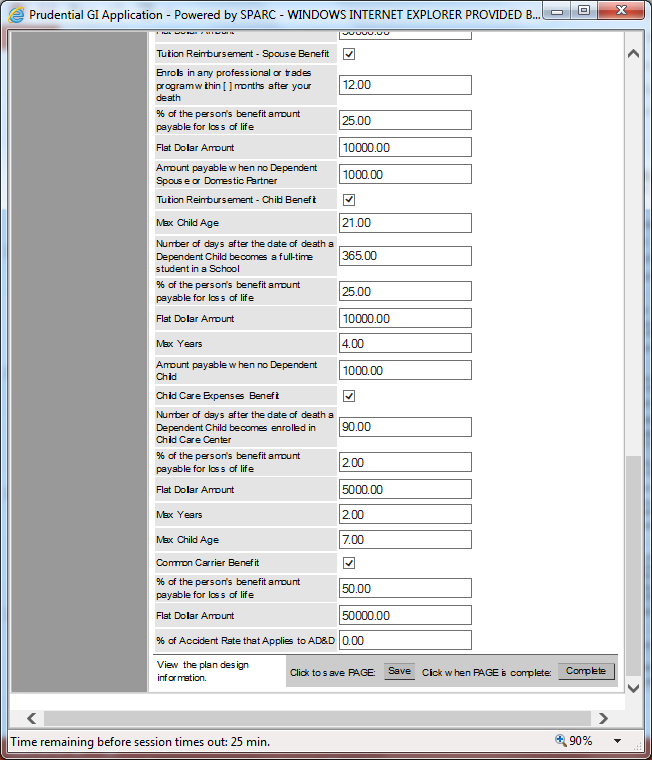 Prudential GI Application - Powered by SPARC - WINDOWS INTERNET EXPLORER PROVIDED B...
Flat Dollar Amount
50000.00
Tuition Reimbursement - Spouse Benefit
Enrolls in any professional or trades
program within [ ] months after your
death
12.00
% of the person's benefit amount
payable for loss of life
25.00
Flat Dollar Amount
10000.00
Amount payable when no Dependent
Spouse or Domestic Partner
1000.00
Tuition Reimbursement - Child Benefit
Max Child Age
21.00
Number of days after the date of death a
Dependent Child becomes a full-time
student in a School
365.00
% of the person's benefit amount
payable for loss of life
25.00
Flat Dollar Amount
10000.00
Max Years
4.00
Amount payable when no Dependent
Child
1000.00
Child Care Expenses Benefit
Number of days after the date of death a
Dependent Child becomes enrolled in
Child Care Center
90.00
% of the person's benefit amount
payable for loss of life
2.00
Flat Dollar Amount
5000.00
Max Years
2.00
Max Child Age
7.00
Common Carrier Benefit
% of the person's benefit amount
payable for loss of life
50.00
Flat Dollar Amount
50000.00
% of Accident Rate that Applies to AD&D
0.00
View the plan design
information.
Click to save PAGE: Save Click when PAGE is complete: Complete
Time remaining before session times out: 25 min.
90%